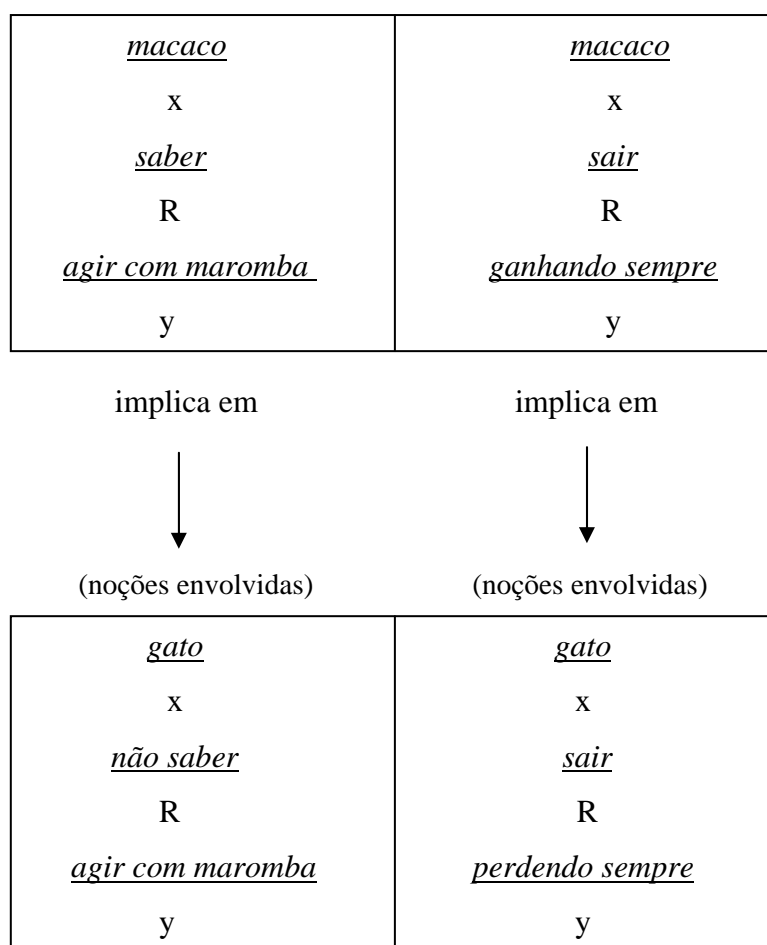 macaco macaco
x x
saber sair
R R
agir com maromba ganhando sempre
y y
implica em implica em
(noções envolvidas) (noções envolvidas)
gato gato
x x
não saber sair
R R
agir com maromba perdendo sempre
y y